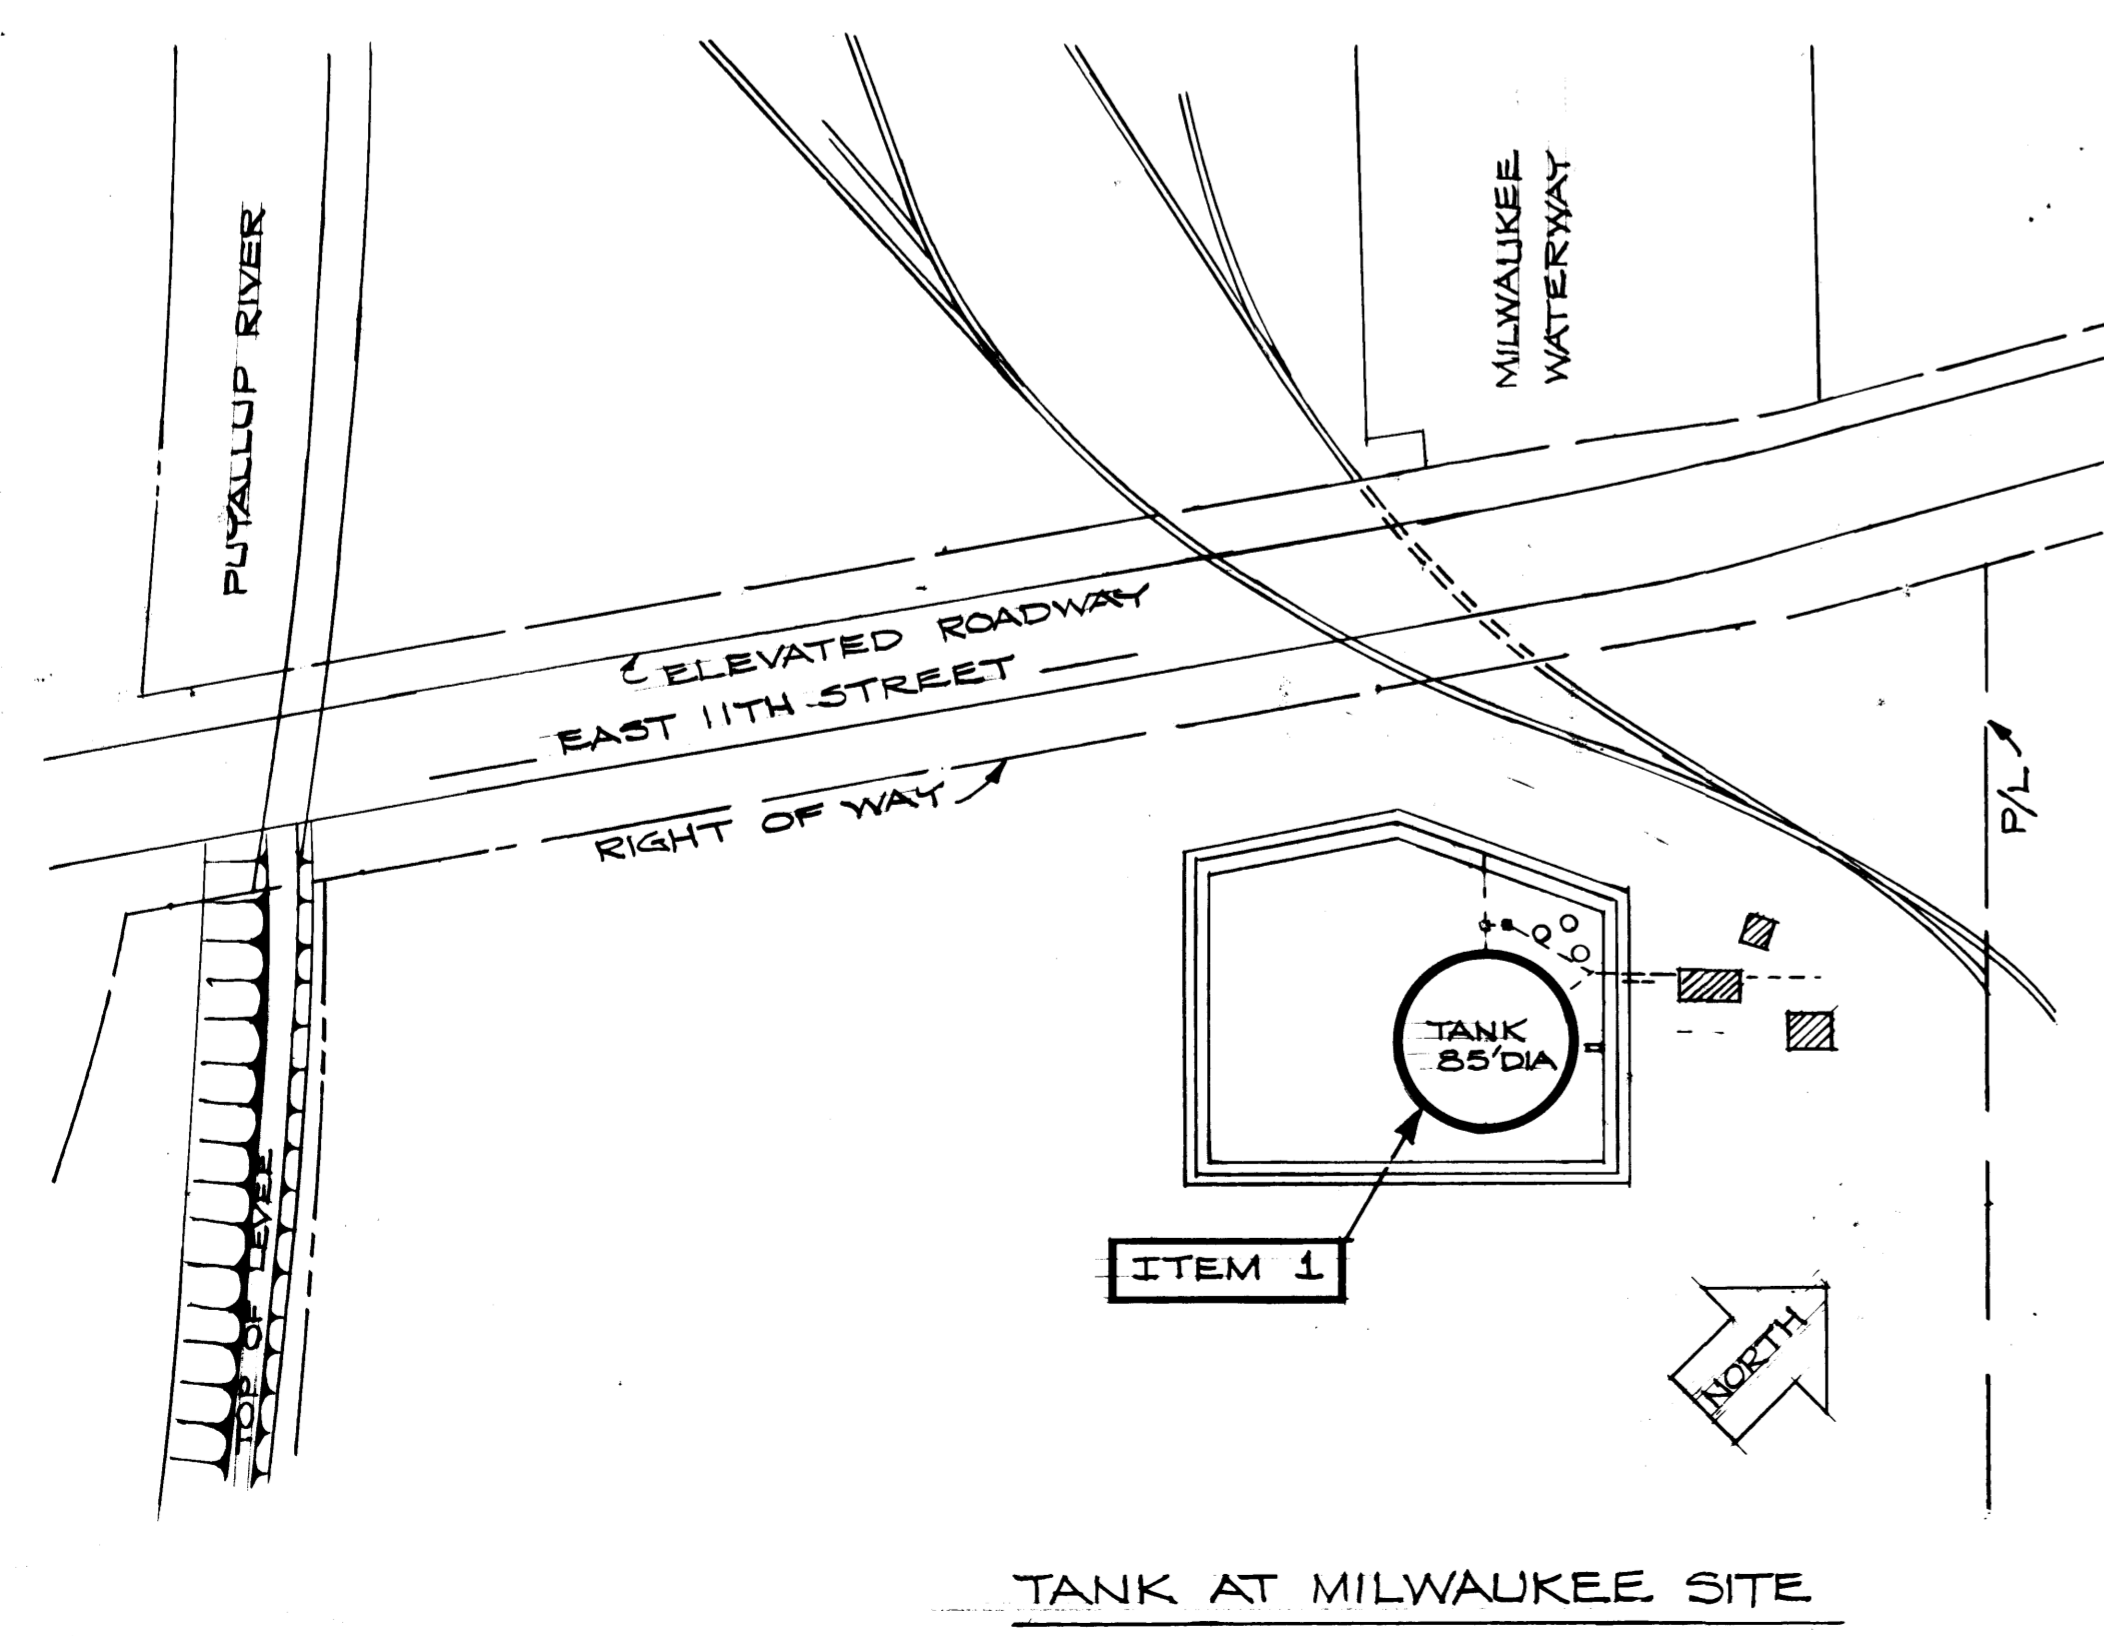 PUYALLUP RIVER
MILWAUKEE
WATERWAY
℄ ELEVATED ROADWAY
EAST 11TH STREET
RIGHT OF WAY
P/L
TANK
85' DIA
TOP OF LEVEE
ITEM 1
NORTH
TANK AT MILWAUKEE SITE